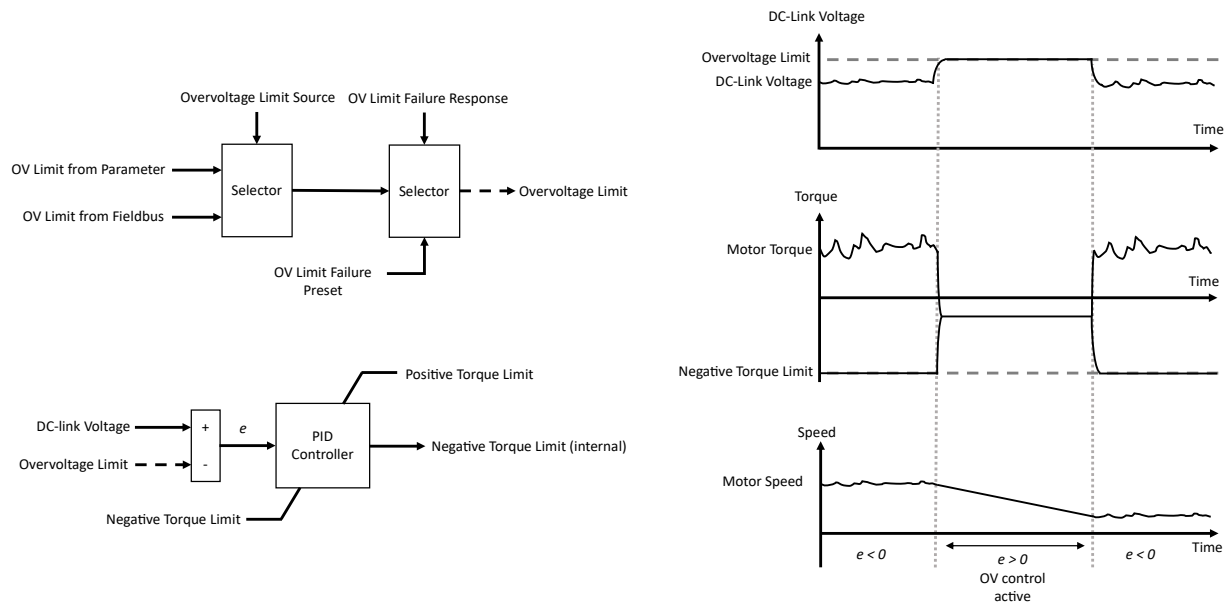 Overvoltage Limit Source
OV Limit Failure Response
OV Limit from Parameter
OV Limit from Fieldbus
Selector
Selector
Overvoltage Limit
OV Limit Failure
Preset
Positive Torque Limit
DC-link Voltage
Overvoltage Limit
+
-
e
PID
Controller
Negative Torque Limit (internal)
Negative Torque Limit
DC-Link Voltage
Overvoltage Limit
DC-Link Voltage
Time
Torque
Motor Torque
Time
Negative Torque Limit
Speed
Motor Speed
Time
e < 0
e > 0
e < 0
OV control
active